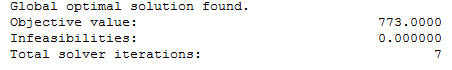 Global optimal solution found.
Objective value: 773.0000
Infeasibilities: 0.000000
Total solver iterations: 7